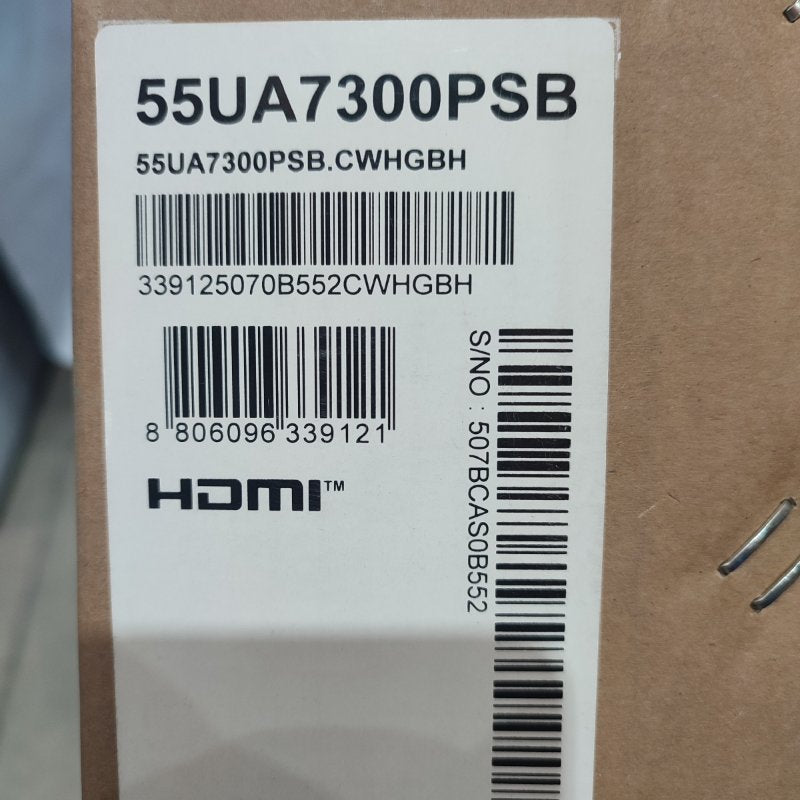 55UA7300PSB
55UA7300PSB.CWHGBH
339125070B552CWHGBH
8 806096 339121
HDMI™
S/NO : 507BCAS0B552